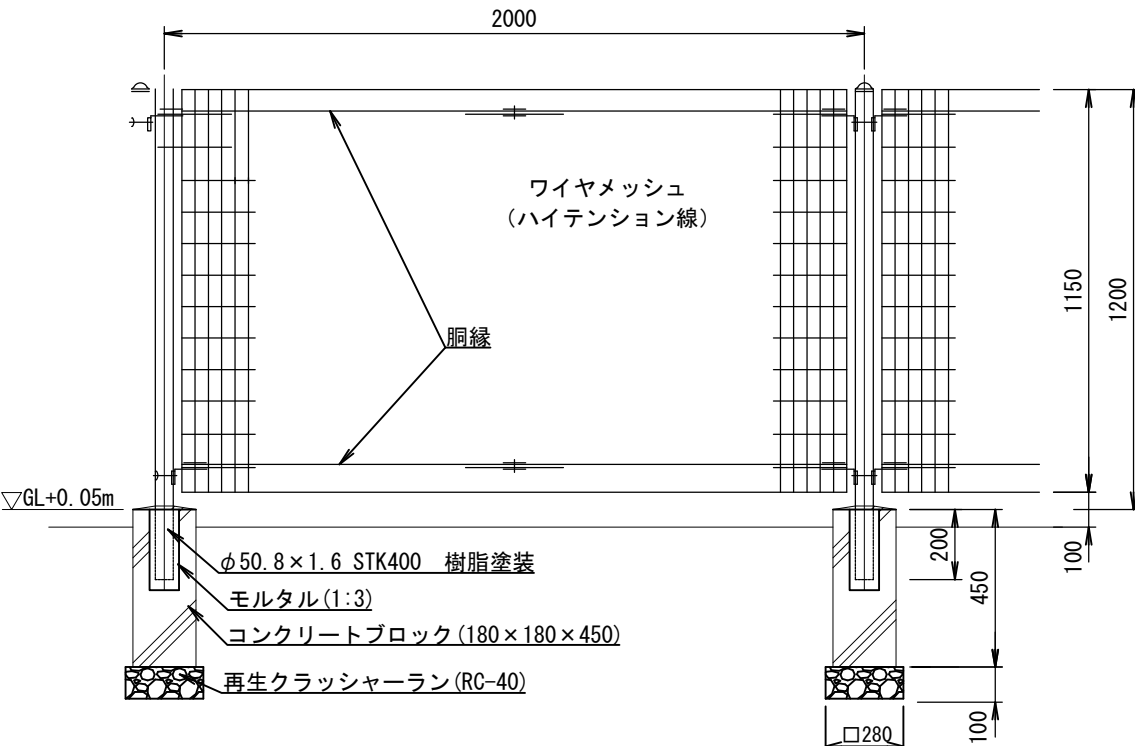 2000
ワイヤメッシュ
(ハイテンション線)
胴縁
1150
1200
▽GL+0.05m
φ50.8×1.6 STK400 樹脂塗装
モルタル(1:3)
コンクリートブロック(180×180×450)
再生クラッシャーラン(RC-40)
200
450
100
100
□280